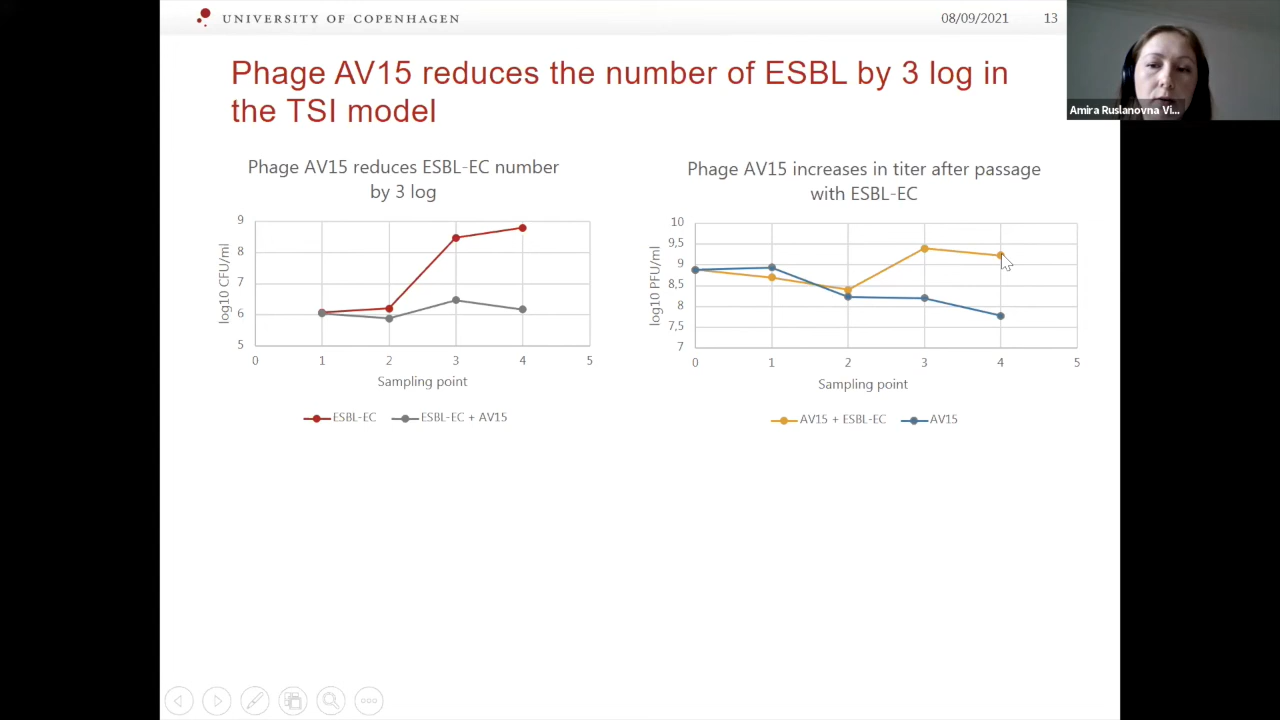 UNIVERSITY OF COPENHAGEN
08/09/2021 13
Phage AV15 reduces the number of ESBL by 3 log in
the TSI model
Amira Ruslanovna Vi...
Phage AV15 reduces ESBL-EC number
by 3 log
9
8
7
6
5
log10 CFU/ml
0 1 2 3 4 5
Sampling point
ESBL-EC ESBL-EC + AV15
Phage AV15 increases in titer after passage
with ESBL-EC
10
9,5
9
8,5
8
7,5
7
log10 PFU/ml
0 1 2 3 4 5
Sampling point
AV15 + ESBL-EC AV15